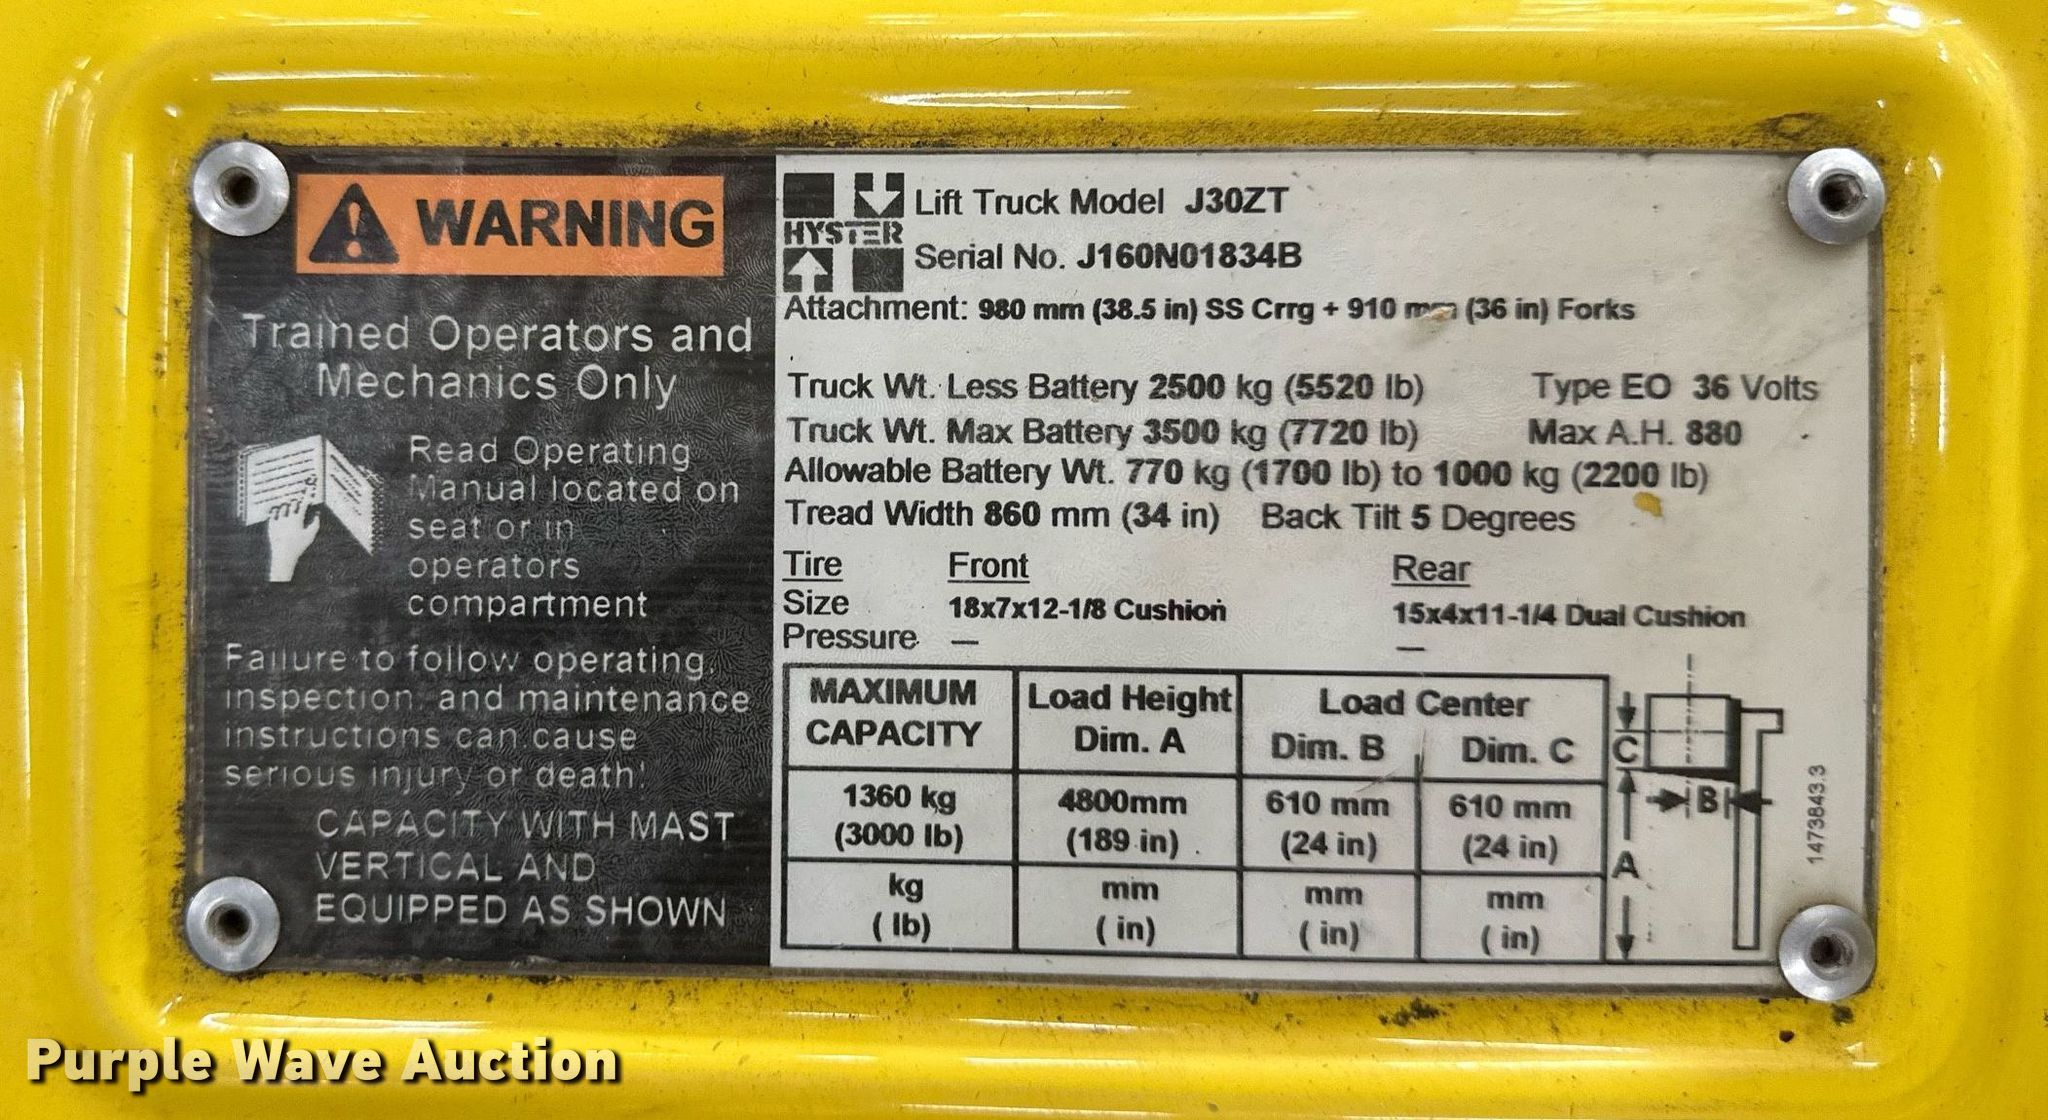 WARNING
Trained Operators and
Mechanics Only
Read Operating
Manual located on
seat or in
operators
compartment
Failure to follow operating,
inspection, and maintenance
instructions can cause
serious injury or death!
CAPACITY WITH MAST
VERTICAL AND
EQUIPPED AS SHOWN
HYSTER
Lift Truck Model J30ZT
Serial No. J160N01834B
Attachment: 980 mm (38.5 in) SS Crrg + 910 mm (36 in) Forks
Truck Wt. Less Battery 2500 kg (5520 lb) Type EO 36 Volts
Truck Wt. Max Battery 3500 kg (7720 lb) Max A.H. 880
Allowable Battery Wt. 770 kg (1700 lb) to 1000 kg (2200 lb)
Tread Width 860 mm (34 in) Back Tilt 5 Degrees
Tire Front Rear
Size 18x7x12-1/8 Cushion 15x4x11-1/4 Dual Cushion
Pressure — —
MAXIMUM CAPACITY Load Height Dim. A Load Center
Dim. B Dim. C
1360 kg 4800mm 610 mm 610 mm
(3000 lb) (189 in) (24 in) (24 in)
kg mm mm mm
( lb) ( in) ( in) ( in)
C
B
A
1473843.3
Purple Wave Auction